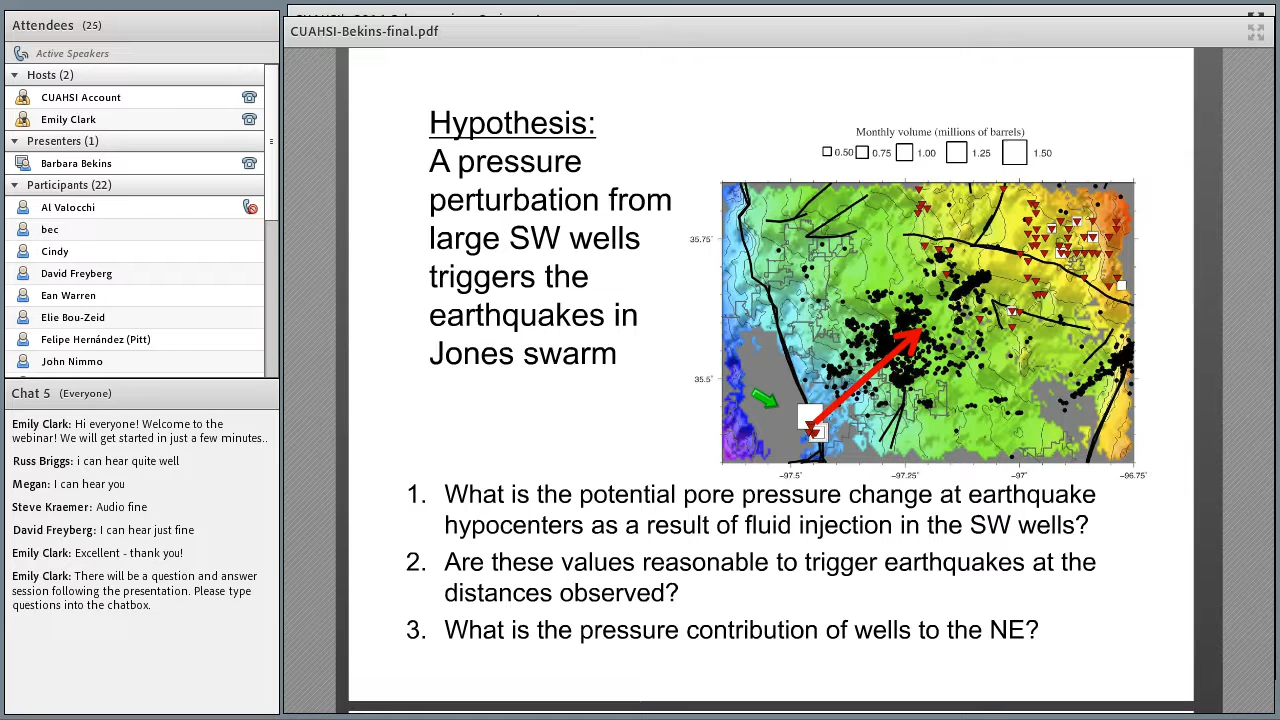 Attendees (25)
Active Speakers
Hosts (2)
CUAHSI Account
Emily Clark
Presenters (1)
Barbara Bekins
Participants (22)
Al Valocchi
bec
Cindy
David Freyberg
Ean Warren
Elie Bou-Zeid
Felipe Hernández (Pitt)
John Nimmo
Chat 5 (Everyone)
Emily Clark: Hi everyone! Welcome to the
webinar! We will get started in just a few minutes..
Russ Briggs: i can hear quite well
Megan: I can hear you
Steve Kraemer: Audio fine
David Freyberg: I can hear just fine
Emily Clark: Excellent - thank you!
Emily Clark: There will be a question and answer
session following the presentation. Please type
questions into the chatbox.
CUAHSI-Bekins-final.pdf
Hypothesis:
A pressure
perturbation from
large SW wells
triggers the
earthquakes in
Jones swarm
Monthly volume (millions of barrels)
0.50 0.75 1.00 1.25 1.50
35.75°
35.5°
-97.5° -97.25° -97° -96.75°
1. What is the potential pore pressure change at earthquake
hypocenters as a result of fluid injection in the SW wells?
2. Are these values reasonable to trigger earthquakes at the
distances observed?
3. What is the pressure contribution of wells to the NE?